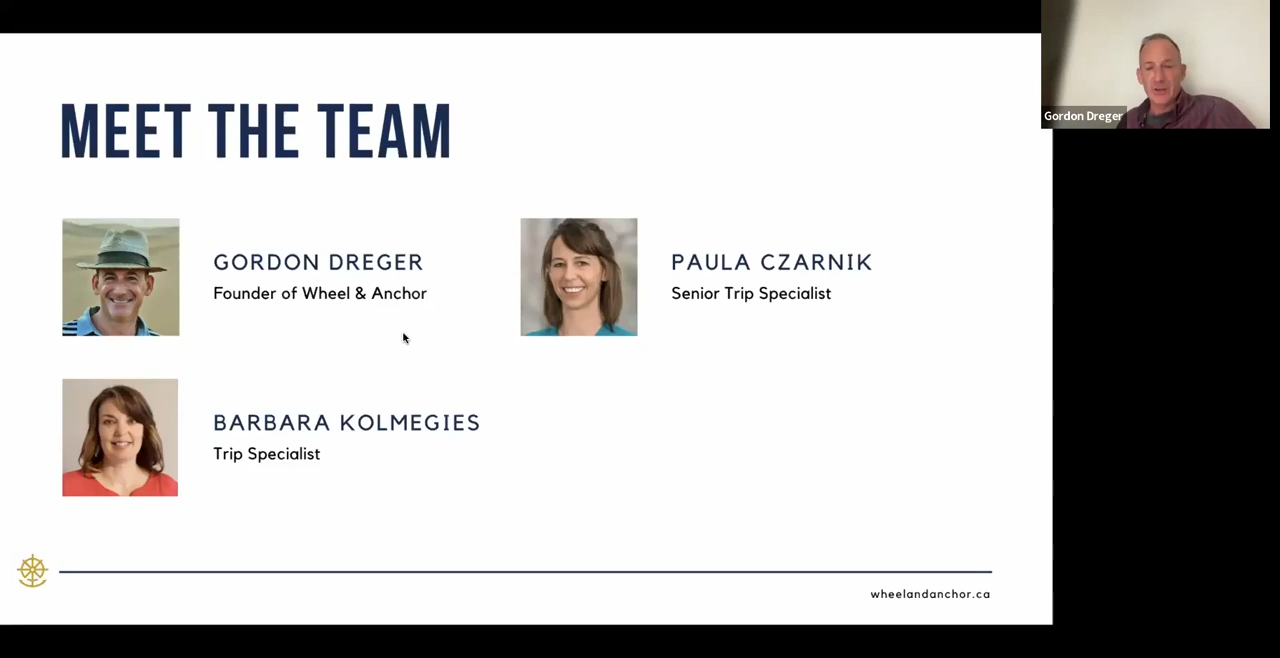 MEET THE TEAM
Gordon Dreger
GORDON DREGER
Founder of Wheel & Anchor
PAULA CZARNIK
Senior Trip Specialist
BARBARA KOLMEGIES
Trip Specialist
wheelandanchor.ca